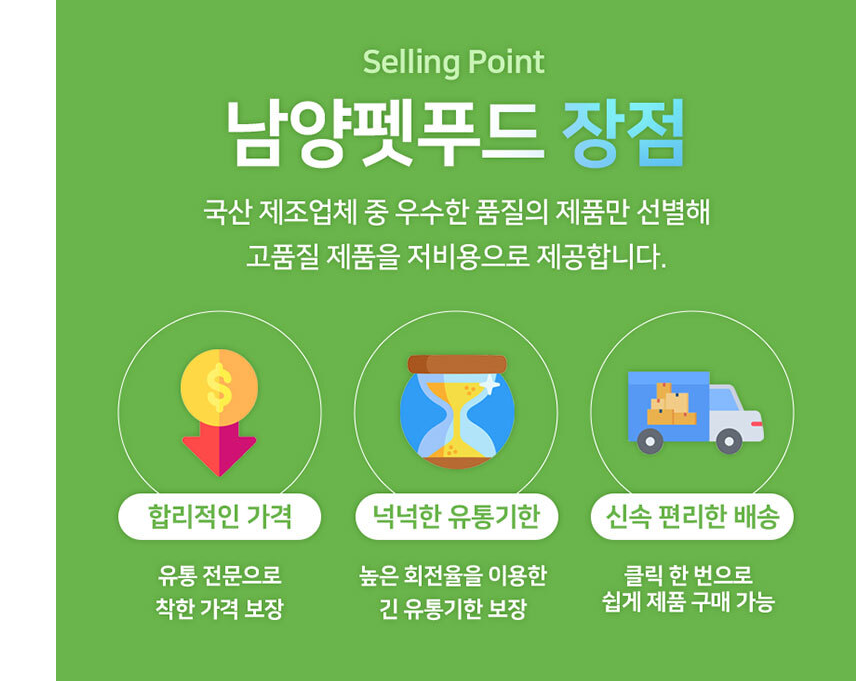 Selling Point
남양펫푸드 장점
국산 제조업체 중 우수한 품질의 제품만 선별해
고품질 제품을 저비용으로 제공합니다.
$
합리적인 가격
유통 전문으로
착한 가격 보장
넉넉한 유통기한
높은 회전율을 이용한
긴 유통기한 보장
신속 편리한 배송
클릭 한 번으로
쉽게 제품 구매 가능